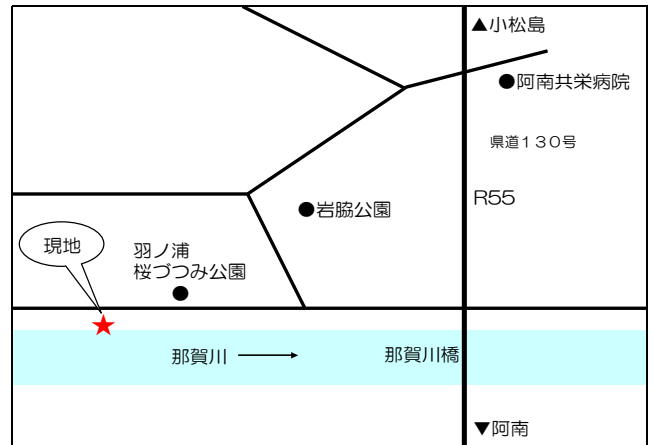 ▲小松島
●阿南共栄病院
県道130号
R55
●岩脇公園
現地
羽ノ浦
桜づつみ公園
●
★
那賀川 → 那賀川橋
▼阿南